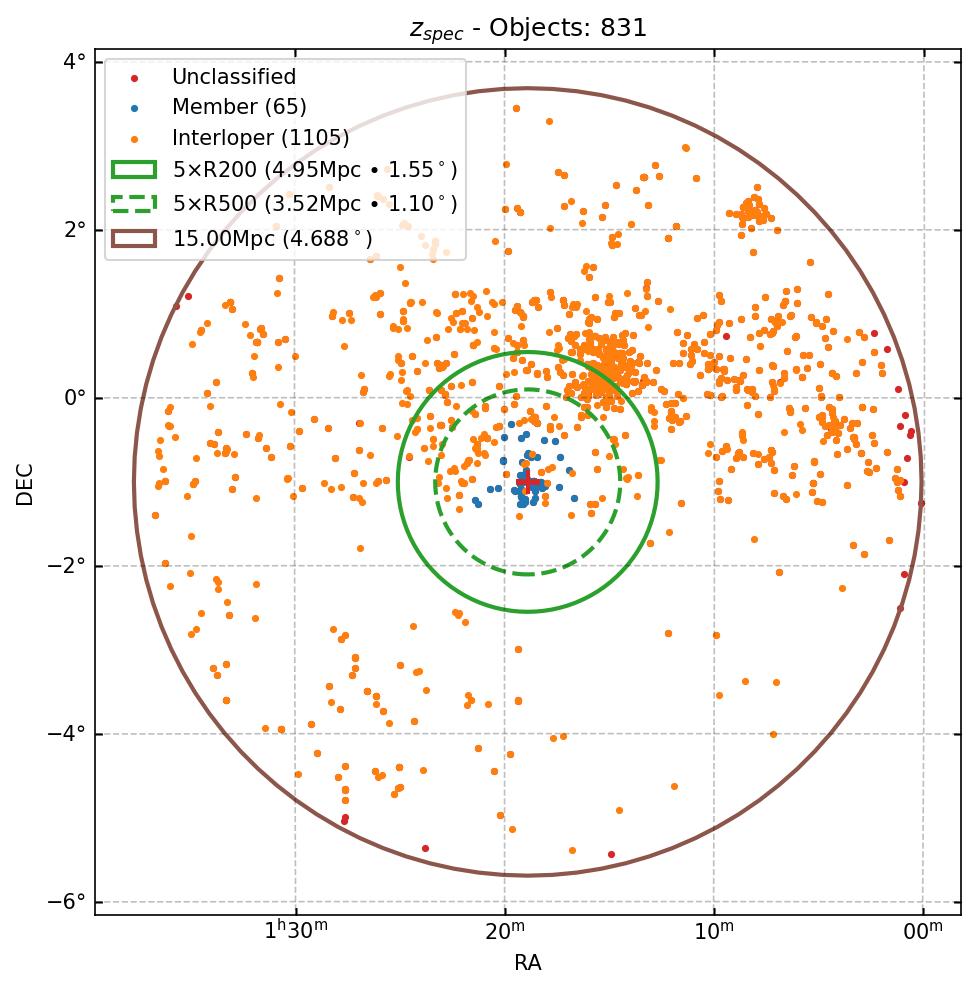 z_spec - Objects: 831
Unclassified
Member (65)
Interloper (1105)
5×R200 (4.95Mpc • 1.55°)
5×R500 (3.52Mpc • 1.10°)
15.00Mpc (4.688°)
4°
2°
0°
−2°
−4°
−6°
DEC
1ʰ30ᵐ
20ᵐ
10ᵐ
00ᵐ
RA